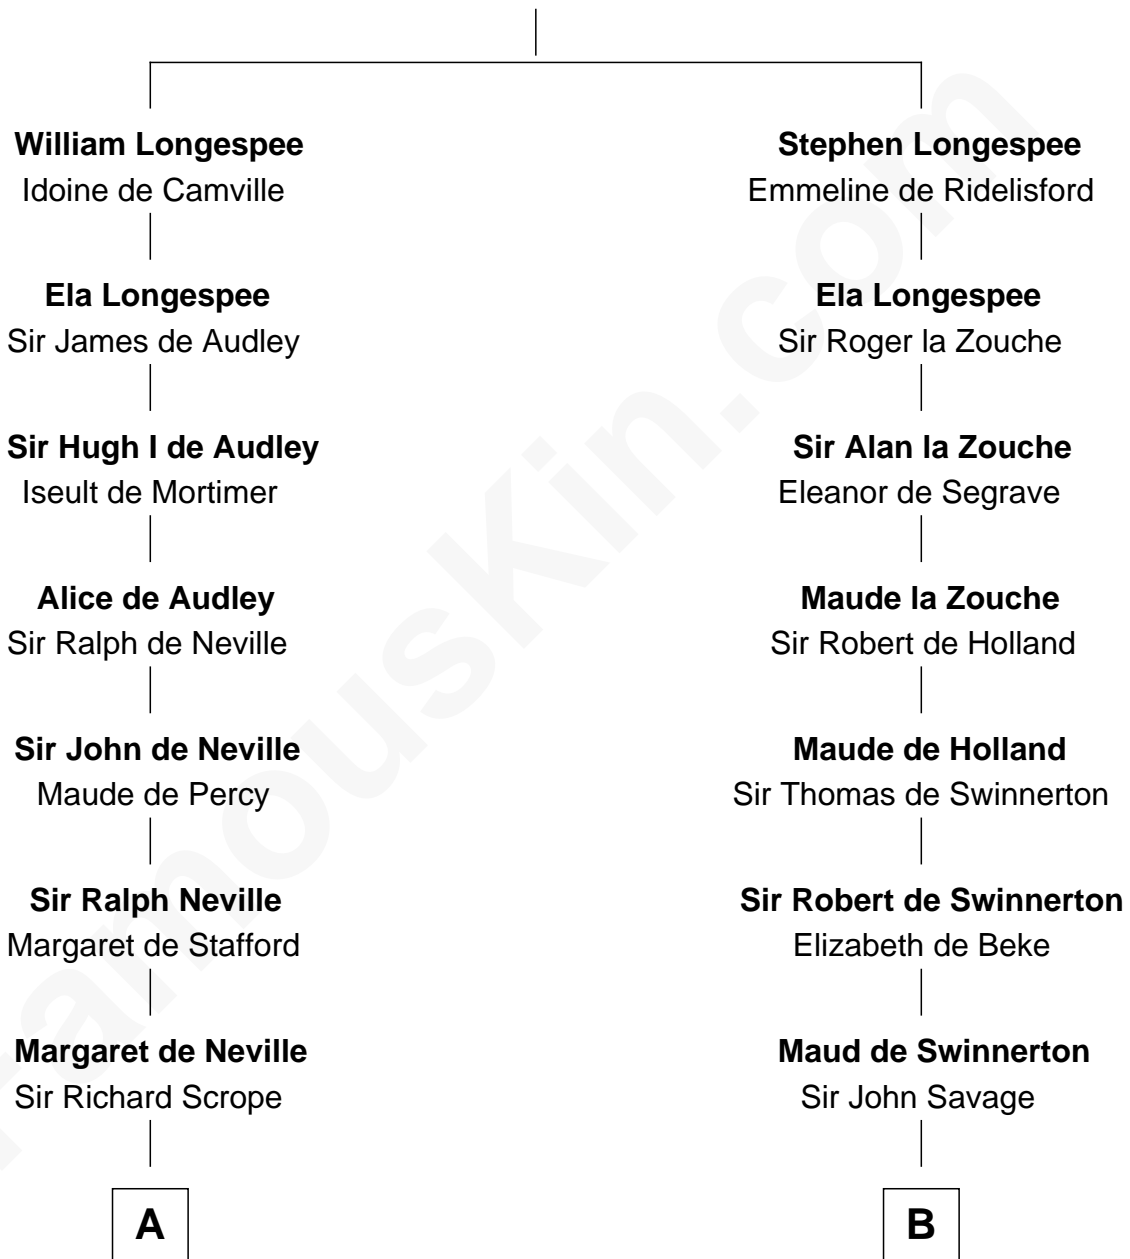 William Longespee
Idoine de Camville
Ela Longespee
Sir James de Audley
Sir Hugh I de Audley
Iseult de Mortimer
Alice de Audley
Sir Ralph de Neville
Sir John de Neville
Maude de Percy
Sir Ralph Neville
Margaret de Stafford
Margaret de Neville
Sir Richard Scrope
A
Stephen Longespee
Emmeline de Ridelisford
Ela Longespee
Sir Roger la Zouche
Sir Alan la Zouche
Eleanor de Segrave
Maude la Zouche
Sir Robert de Holland
Maude de Holland
Sir Thomas de Swinnerton
Sir Robert de Swinnerton
Elizabeth de Beke
Maud de Swinnerton
Sir John Savage
B
FamousKin.com